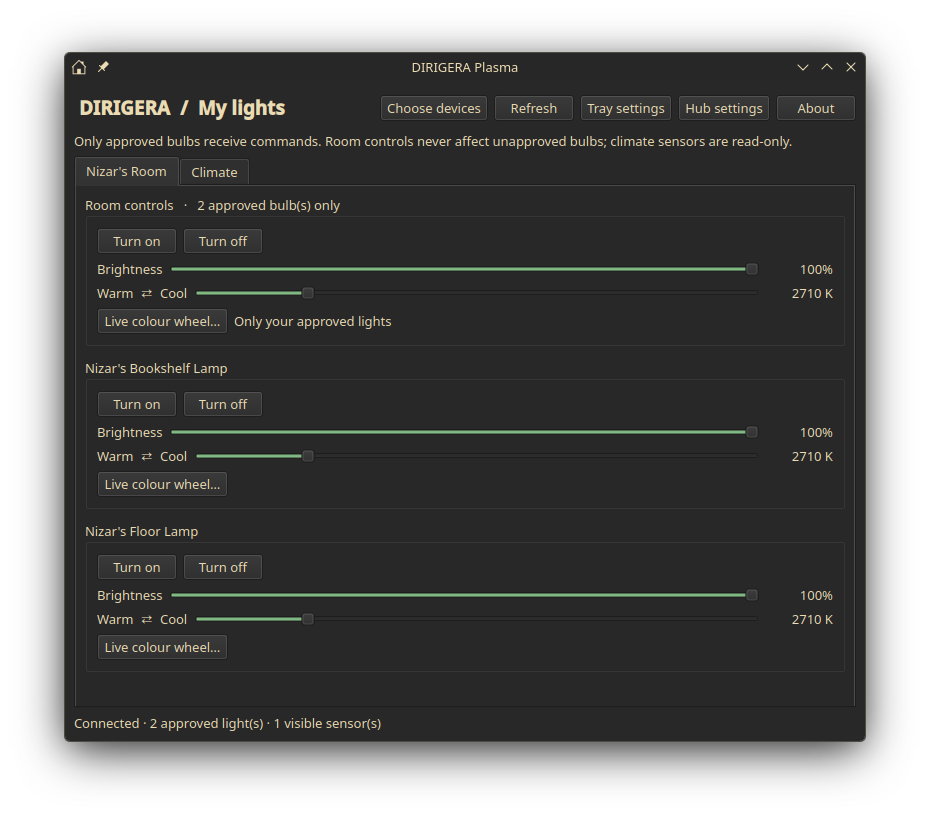 DIRIGERA Plasma
DIRIGERA / My lights Choose devices Refresh Tray settings Hub settings About
Only approved bulbs receive commands. Room controls never affect unapproved bulbs; climate sensors are read-only.
Nizar's Room Climate
Room controls · 2 approved bulb(s) only
Turn on Turn off
Brightness 100%
Warm ⇄ Cool 2710 K
Live colour wheel... Only your approved lights
Nizar's Bookshelf Lamp
Turn on Turn off
Brightness 100%
Warm ⇄ Cool 2710 K
Live colour wheel...
Nizar's Floor Lamp
Turn on Turn off
Brightness 100%
Warm ⇄ Cool 2710 K
Live colour wheel...
Connected · 2 approved light(s) · 1 visible sensor(s)